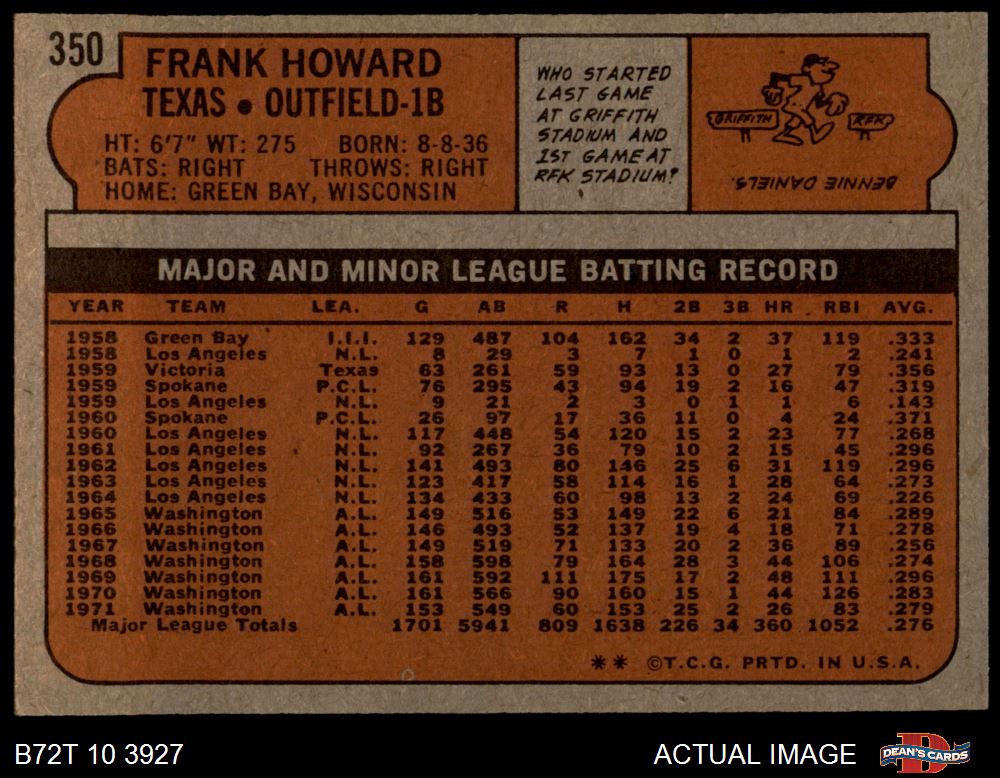 350
FRANK HOWARD
TEXAS • OUTFIELD-1B
HT: 6'7" WT: 275 BORN: 8-8-36
BATS: RIGHT THROWS: RIGHT
HOME: GREEN BAY, WISCONSIN
WHO STARTED
LAST GAME
AT GRIFFITH
STADIUM AND
1ST GAME AT
RFK STADIUM?
GRIFFITH RFK
BENNIE DANIELS.
MAJOR AND MINOR LEAGUE BATTING RECORD
YEAR TEAM LEA. G AB R H 2B 3B HR RBI AVG.
1958 Green Bay I.I.I. 129 487 104 162 34 2 37 119 .333
1958 Los Angeles N.L. 8 29 3 7 1 0 1 2 .241
1959 Victoria Texas 63 261 59 93 13 0 27 79 .356
1959 Spokane P.C.L. 76 295 43 94 19 2 16 47 .319
1959 Los Angeles N.L. 9 21 2 3 0 1 1 6 .143
1960 Spokane P.C.L. 26 97 17 36 11 0 4 24 .371
1960 Los Angeles N.L. 117 448 54 120 15 2 23 77 .268
1961 Los Angeles N.L. 92 267 36 79 10 2 15 45 .296
1962 Los Angeles N.L. 141 493 80 146 25 6 31 119 .296
1963 Los Angeles N.L. 123 417 58 114 16 1 28 64 .273
1964 Los Angeles N.L. 134 433 60 98 13 2 24 69 .226
1965 Washington A.L. 149 516 53 149 22 6 21 84 .289
1966 Washington A.L. 146 493 52 137 19 4 18 71 .278
1967 Washington A.L. 149 519 71 133 20 2 36 89 .256
1968 Washington A.L. 158 598 79 164 28 3 44 106 .274
1969 Washington A.L. 161 592 111 175 17 2 48 111 .296
1970 Washington A.L. 161 566 90 160 15 1 44 126 .283
1971 Washington A.L. 153 549 60 153 25 2 26 83 .279
Major League Totals 1701 5941 809 1638 226 34 360 1052 .276
** ©T.C.G. PRTD. IN U.S.A.
B72T 10 3927
ACTUAL IMAGE
DEAN'S CARDS